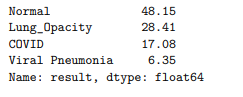 Normal 48.15
Lung_Opacity 28.41
COVID 17.08
Viral Pneumonia 6.35
Name: result, dtype: float64